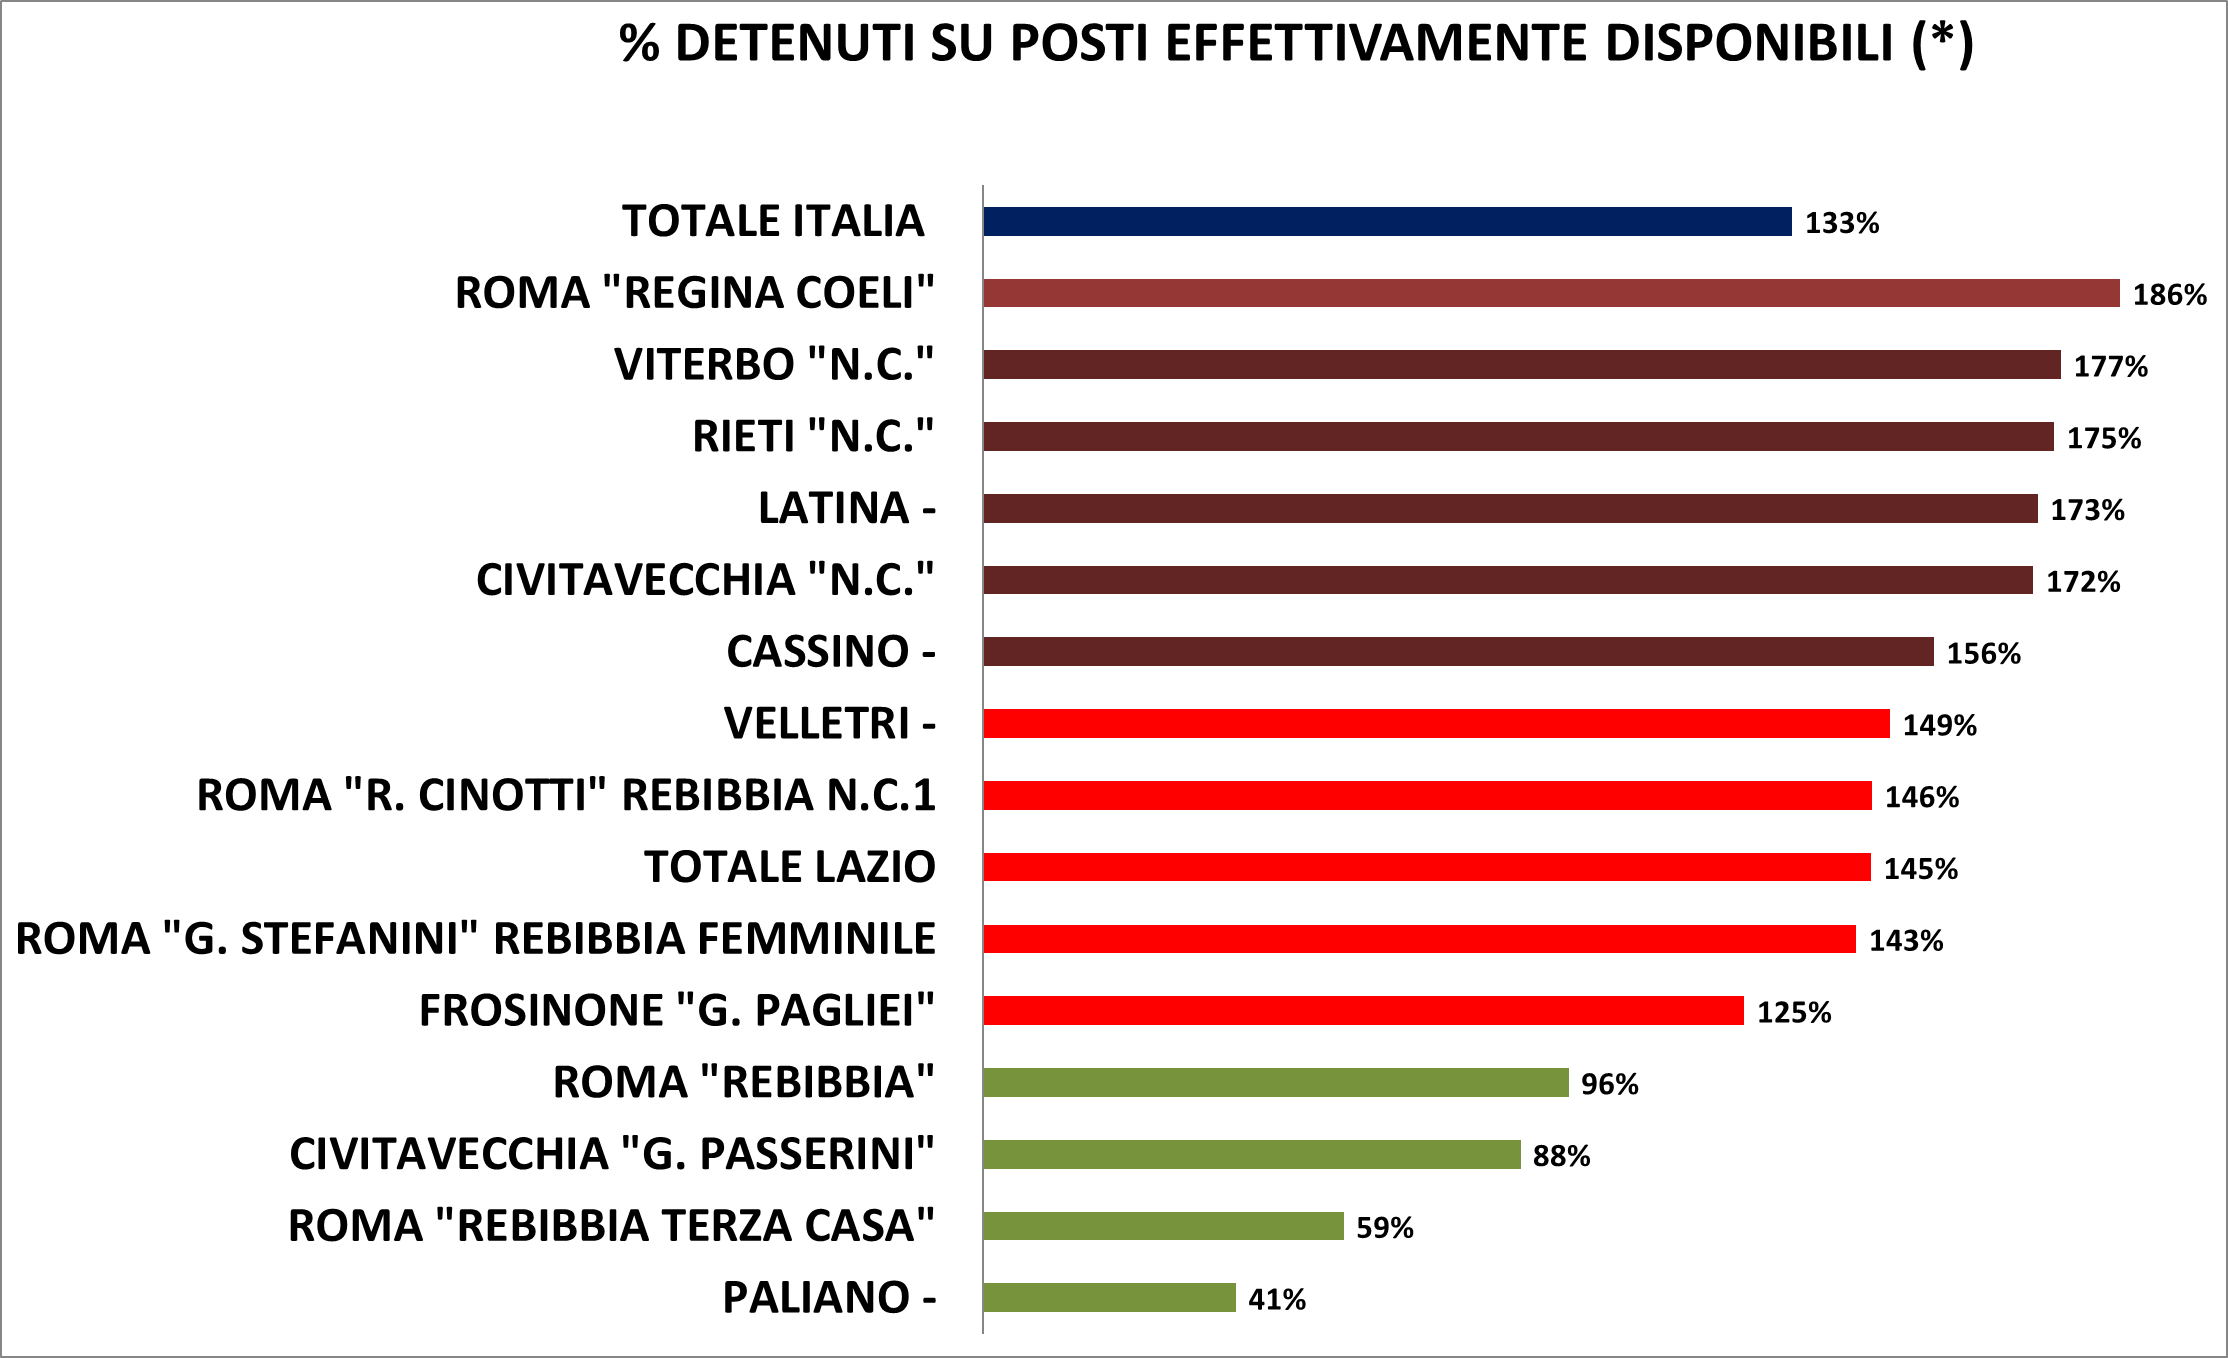 % DETENUTI SU POSTI EFFETTIVAMENTE DISPONIBILI (*)
TOTALE ITALIA 133%
ROMA "REGINA COELI" 186%
VITERBO "N.C." 177%
RIETI "N.C." 175%
LATINA - 173%
CIVITAVECCHIA "N.C." 172%
CASSINO - 156%
VELLETRI - 149%
ROMA "R. CINOTTI" REBIBBIA N.C.1 146%
TOTALE LAZIO 145%
ROMA "G. STEFANINI" REBIBBIA FEMMINILE 143%
FROSINONE "G. PAGLIEI" 125%
ROMA "REBIBBIA" 96%
CIVITAVECCHIA "G. PASSERINI" 88%
ROMA "REBIBBIA TERZA CASA" 59%
PALIANO - 41%